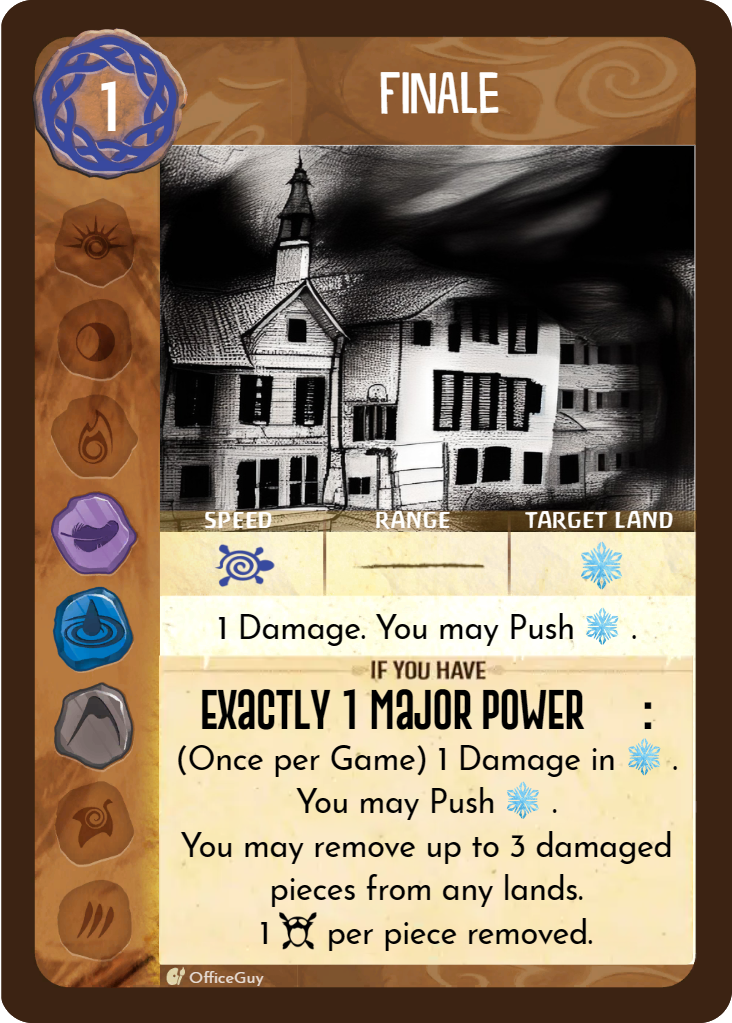 1
FINALE
SPEED RANGE TARGET LAND
1 Damage. You may Push .
IF YOU HAVE
EXACTLY 1 MAJOR POWER :
(Once per Game) 1 Damage in .
You may Push .
You may remove up to 3 damaged
pieces from any lands.
1 per piece removed.
OfficeGuy